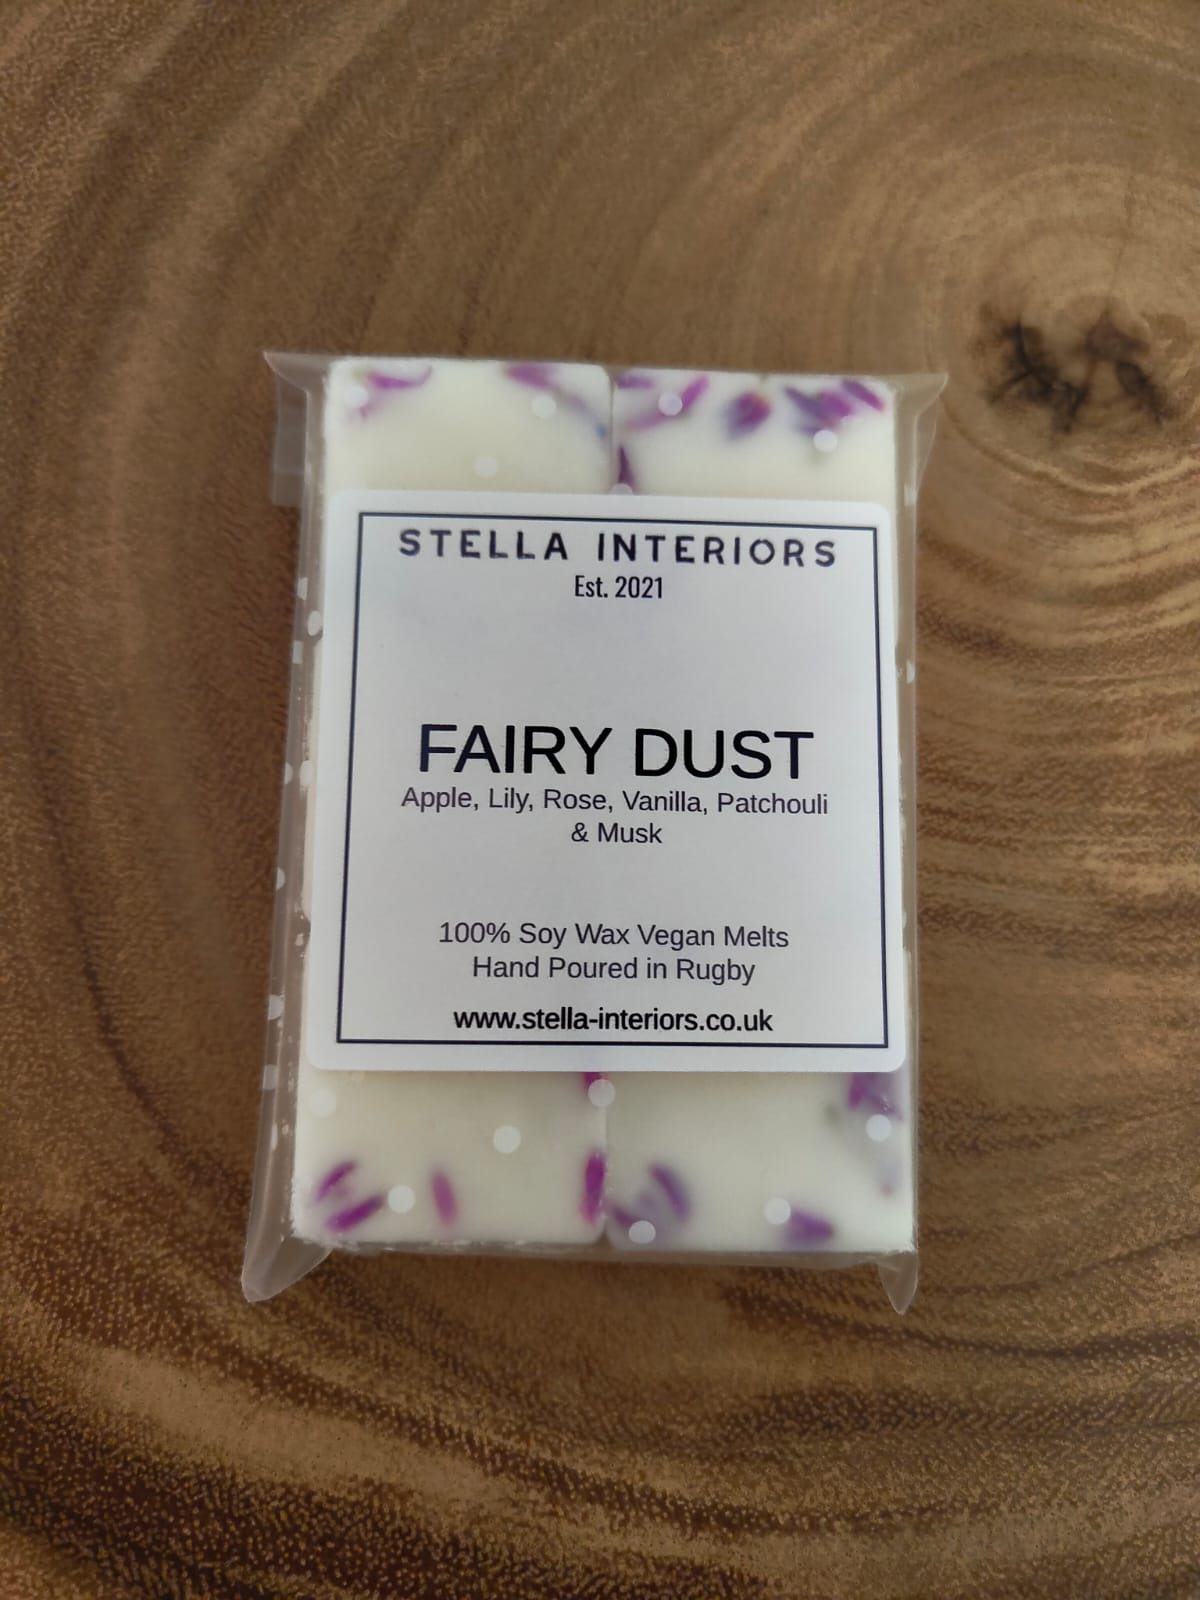 STELLA INTERIORS
Est. 2021
FAIRY DUST
Apple, Lily, Rose, Vanilla, Patchouli
& Musk
100% Soy Wax Vegan Melts
Hand Poured in Rugby
www.stella-interiors.co.uk